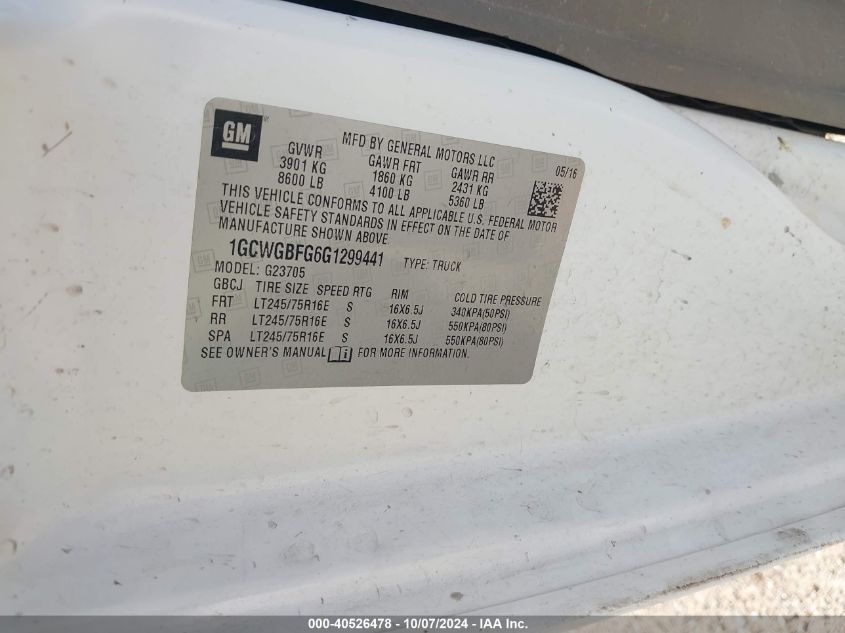 GM
MFD BY GENERAL MOTORS LLC
05/16
GVWR GAWR FRT GAWR RR
3901 KG 1860 KG 2431 KG
8600 LB 4100 LB 5360 LB
THIS VEHICLE CONFORMS TO ALL APPLICABLE U.S. FEDERAL MOTOR
VEHICLE SAFETY STANDARDS IN EFFECT ON THE DATE OF
MANUFACTURE SHOWN ABOVE.
1GCWGBFG6G1299441 TYPE: TRUCK
MODEL: G23705
GBCJ TIRE SIZE SPEED RTG RIM COLD TIRE PRESSURE
FRT LT245/75R16E S 16X6.5J 340KPA(50PSI)
RR LT245/75R16E S 16X6.5J 550KPA(80PSI)
SPA LT245/75R16E S 16X6.5J 550KPA(80PSI)
SEE OWNER'S MANUAL FOR MORE INFORMATION.
000-40526478 - 10/07/2024 - IAA Inc.